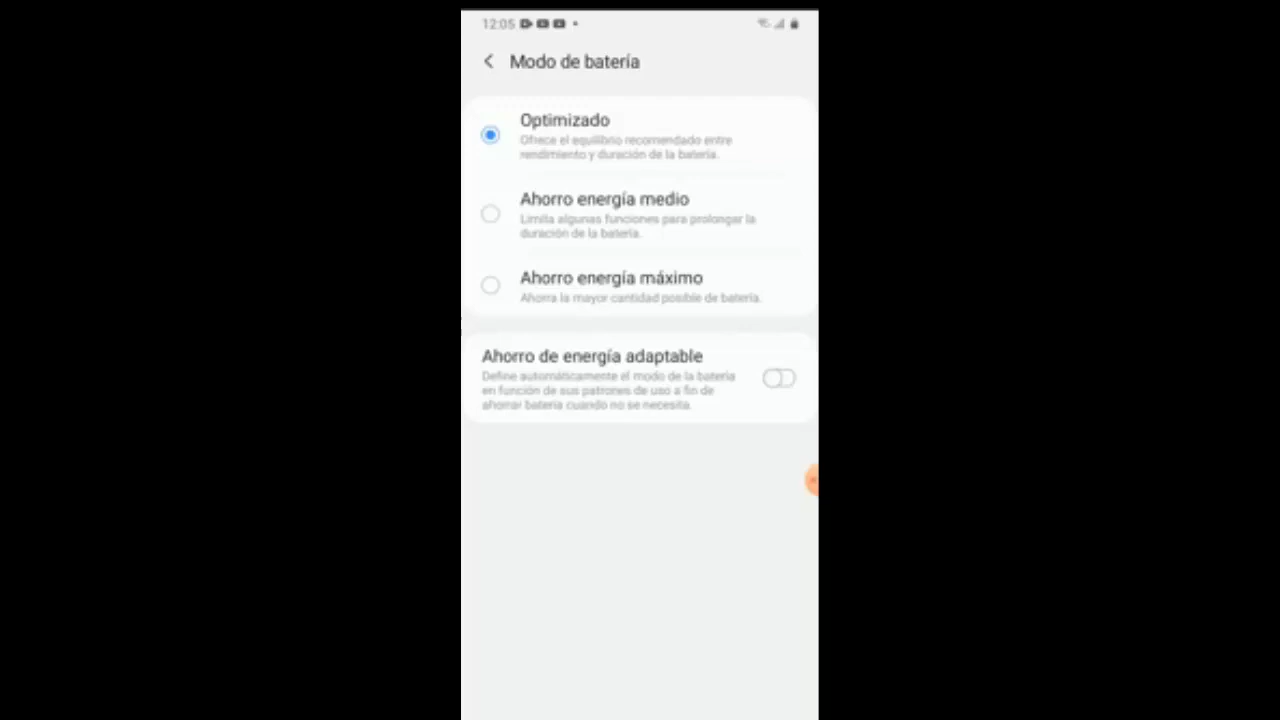 12:05
Modo de batería
Optimizado
Ofrece el equilibrio recomendado entre
rendimiento y duración de la batería.
Ahorro energía medio
Limita algunas funciones para prolongar la
duración de la batería.
Ahorro energía máximo
Ahorra la mayor cantidad posible de batería.
Ahorro de energía adaptable
Define automáticamente el modo de la batería
en función de sus patrones de uso a fin de
ahorrar batería cuando no se necesita.